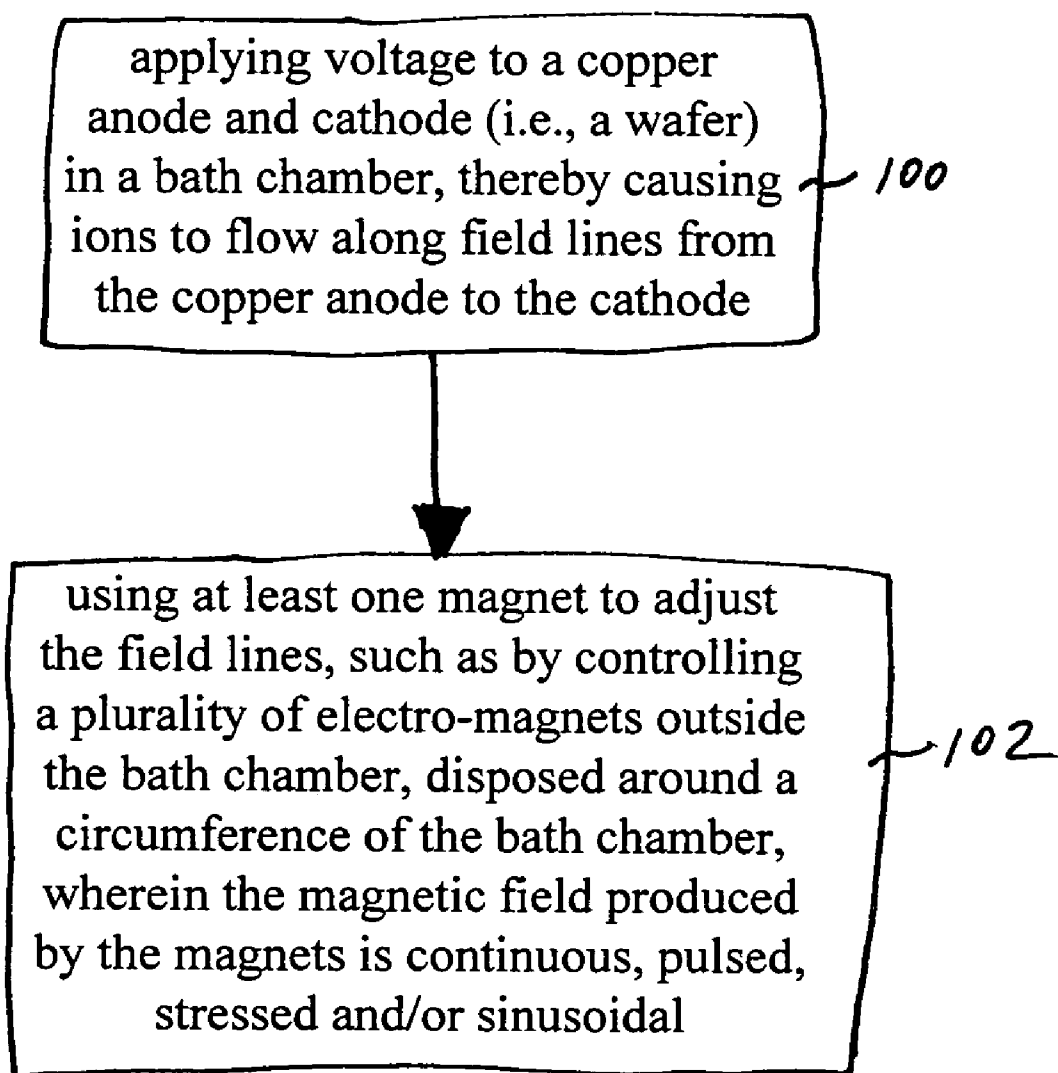 applying voltage to a copper
anode and cathode (i.e., a wafer)
in a bath chamber, thereby causing
ions to flow along field lines from
the copper anode to the cathode
100
using at least one magnet to adjust
the field lines, such as by controlling
a plurality of electro-magnets outside
the bath chamber, disposed around a
circumference of the bath chamber,
wherein the magnetic field produced
by the magnets is continuous, pulsed,
stressed and/or sinusoidal
102